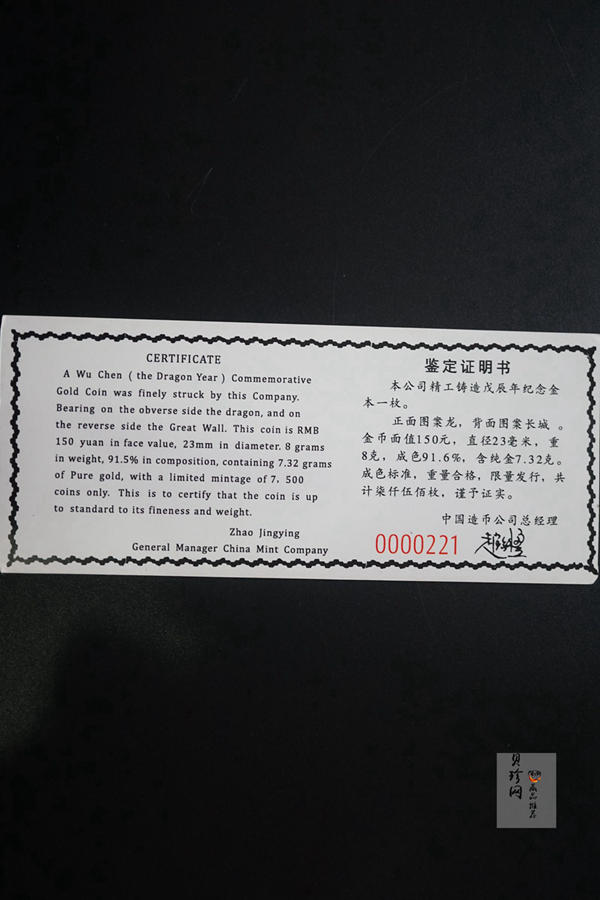 CERTIFICATE
A Wu Chen ( the Dragon Year ) Commemorative
Gold Coin was finely struck by this Company.
Bearing on the obverse side the dragon, and on
the reverse side the Great Wall. This coin is RMB
150 yuan in face value, 23mm in diameter. 8 grams
in weight, 91.5% in composition, containing 7.32 grams
of Pure gold, with a limited mintage of 7. 500
coins only. This is to certify that the coin is up
to standard to its fineness and weight.
Zhao Jingying
General Manager China Mint Company
鉴定证明书
本公司精工铸造戊辰年纪念金
本一枚。
正面图案龙，背面图案长城 。
金币面值150元，直径23毫米，重
8克，成色91.6%，含纯金7.32克。
成色标准，重量合格，限量发行，共
计柒仟伍佰枚，谨予证实。
中国造币公司总经理
0000221
贝珍网
藏品推荐